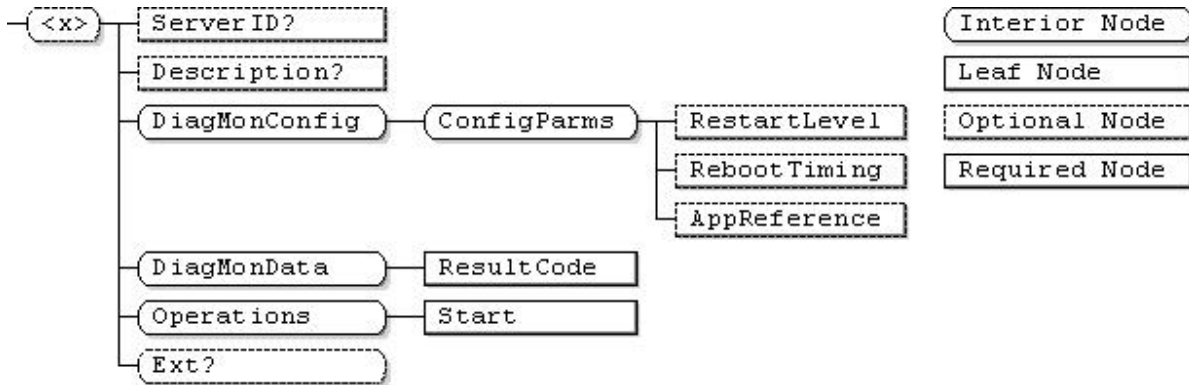 <x> ServerID? Interior Node
Description? Leaf Node
DiagMonConfig ConfigParms RestartLevel Optional Node
RebootTiming Required Node
AppReference
DiagMonData ResultCode
Operations Start
Ext?